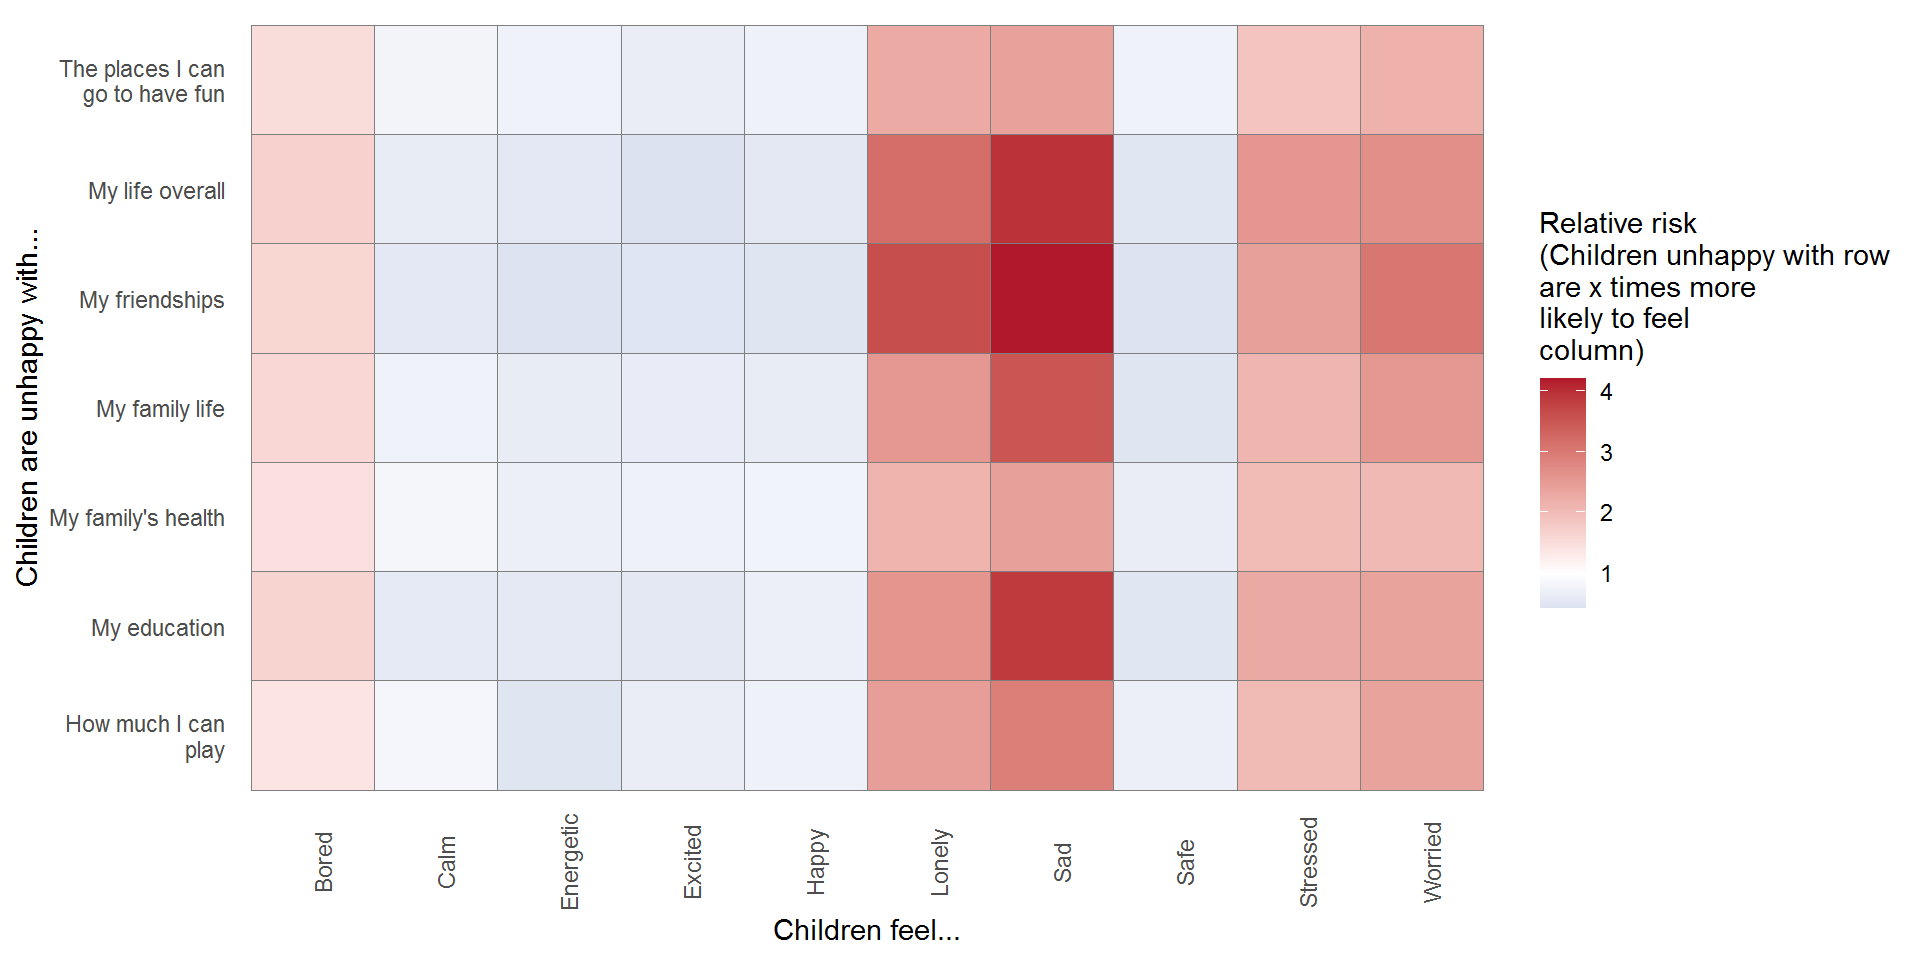 The places I can
go to have fun
My life overall
My friendships
My family life
My family's health
My education
How much I can
play
Children are unhappy with...
Bored
Calm
Energetic
Excited
Happy
Lonely
Sad
Safe
Stressed
Worried
Children feel...
Relative risk
(Children unhappy with row
are x times more
likely to feel
column)
4
3
2
1